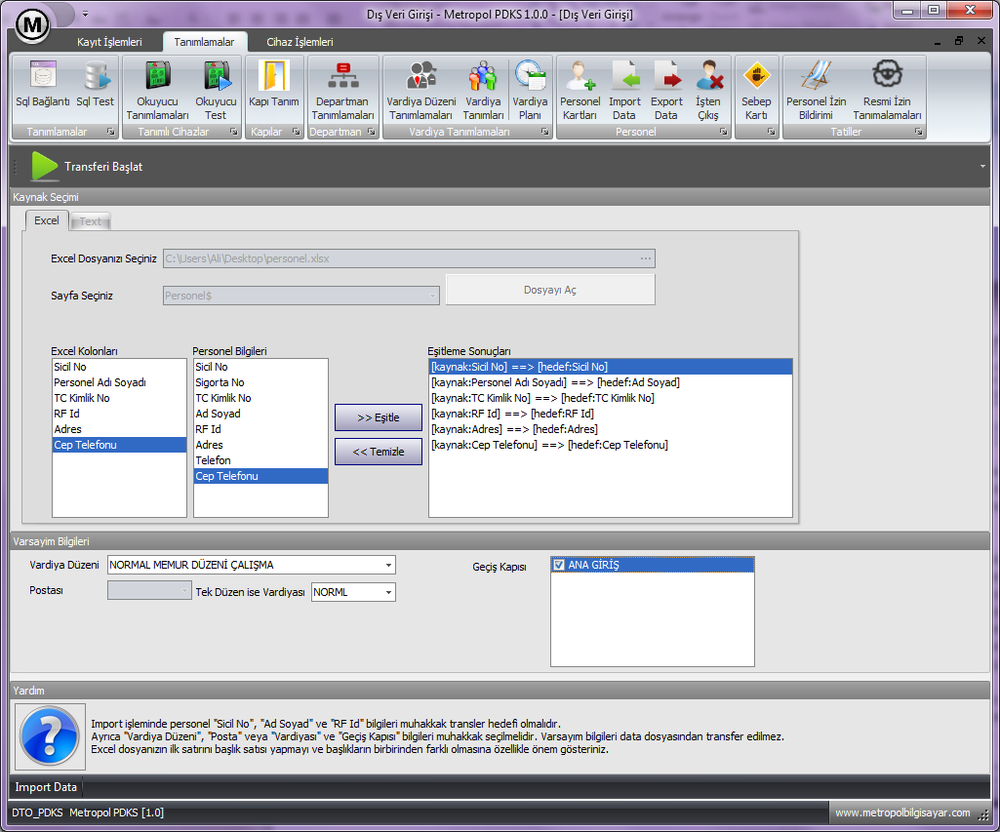 Dış Veri Girişi - Metropol PDKS 1.0.0 - [Dış Veri Girişi]
M
Kayıt İşlemleri Tanımlamalar Cihaz İşlemleri
Sql Bağlantı Sql Test Okuyucu Tanımlamaları Okuyucu Test Kapı Tanım Departman Tanımlamaları Vardiya Düzeni Tanımlamaları Vardiya Tanımları Vardiya Planı Personel Kartları Import Data Export Data İşten Çıkış Sebep Kartı Personel İzin Bildirimi Resmi İzin Tanımalamaları
Tanımlamalar Tanımlı Cihazlar Kapılar Departman Vardiya Tanımlamaları Personel Tatiller
Transferi Başlat
Kaynak Seçimi
Excel Text
Excel Dosyanızı Seçiniz C:\Users\Ali\Desktop\personel.xlsx ...
Sayfa Seçiniz Personel$ Dosyayı Aç
Excel Kolonları
Sicil No
Personel Adı Soyadı
TC Kimlik No
RF Id
Adres
Cep Telefonu
Personel Bilgileri
Sicil No
Sigorta No
TC Kimlik No
Ad Soyad
RF Id
Adres
Telefon
Cep Telefonu
>> Eşitle
<< Temizle
Eşitleme Sonuçları
[kaynak:Sicil No] ==> [hedef:Sicil No]
[kaynak:Personel Adı Soyadı] ==> [hedef:Ad Soyad]
[kaynak:TC Kimlik No] ==> [hedef:TC Kimlik No]
[kaynak:RF Id] ==> [hedef:RF Id]
[kaynak:Adres] ==> [hedef:Adres]
[kaynak:Cep Telefonu] ==> [hedef:Cep Telefonu]
Varsayim Bilgileri
Vardiya Düzeni NORMAL MEMUR DÜZENİ ÇALIŞMA
Postası Tek Düzen ise Vardiyası NORML
Geçiş Kapısı ANA GİRİŞ
Yardım
Import işleminde personel "Sicil No", "Ad Soyad" ve "RF Id" bilgileri muhakkak transler hedefi olmalıdır.
Ayrıca "Vardiya Düzeni", "Posta" veya "Vardiyası" ve "Geçiş Kapısı" bilgileri muhakkak seçilmelidir. Varsayım bilgileri data dosyasından transfer edilmez.
Excel dosyanızın ilk satırını başlık satısı yapmayı ve başlıkların birbirinden farklı olmasına özellikle önem gösteriniz.
Import Data
DTO_PDKS Metropol PDKS [1.0] www.metropolbilgisayar.com